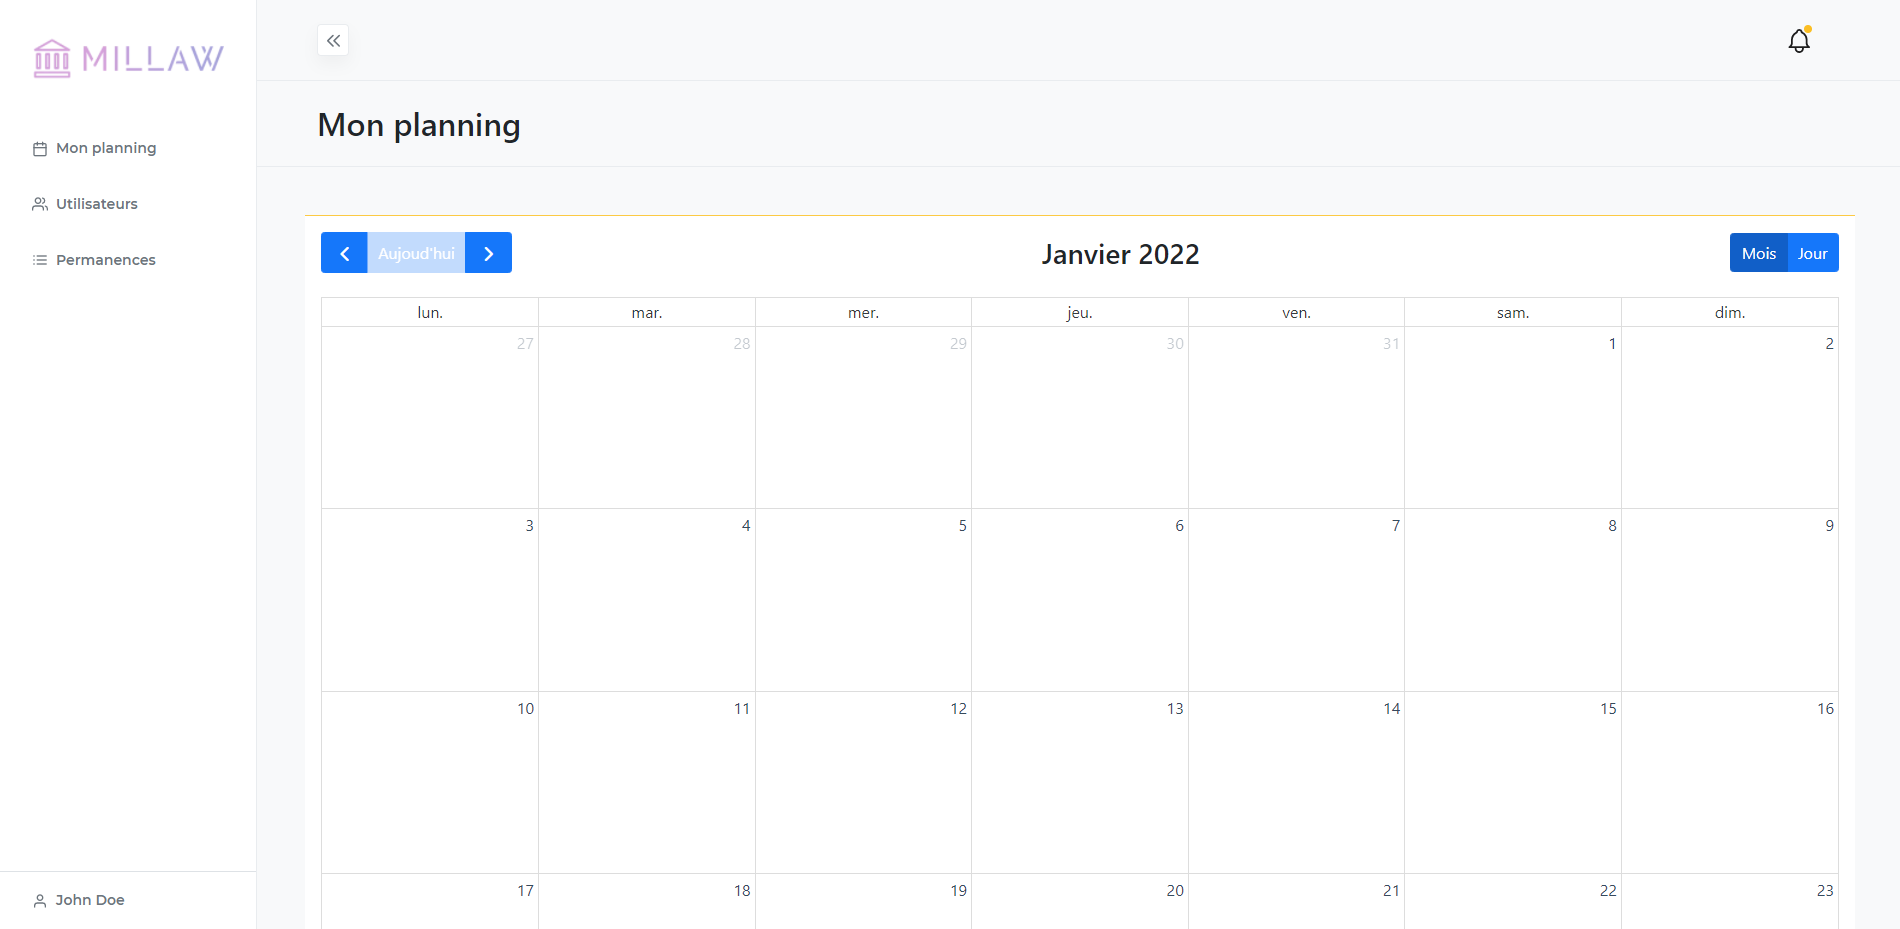 MILLAW
Mon planning
Utilisateurs
Permanences
John Doe
Mon planning
Aujoud'hui
Janvier 2022
Mois Jour
lun. mar. mer. jeu. ven. sam. dim.
27 28 29 30 31 1 2
3 4 5 6 7 8 9
10 11 12 13 14 15 16
17 18 19 20 21 22 23